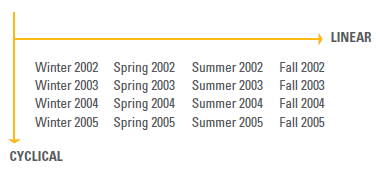 LINEAR
Winter 2002 Spring 2002 Summer 2002 Fall 2002
Winter 2003 Spring 2003 Summer 2003 Fall 2003
Winter 2004 Spring 2004 Summer 2004 Fall 2004
Winter 2005 Spring 2005 Summer 2005 Fall 2005
CYCLICAL